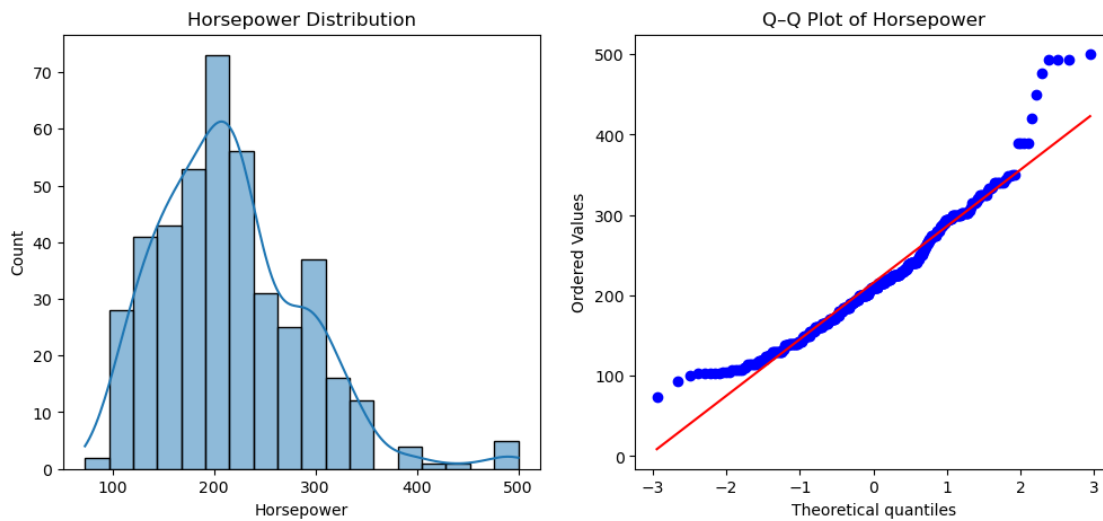 Horsepower Distribution
70
60
50
40
30
20
10
0
Count
100 200 300 400 500
Horsepower
Q–Q Plot of Horsepower
500
400
300
200
100
0
Ordered Values
−3 −2 −1 0 1 2 3
Theoretical quantiles